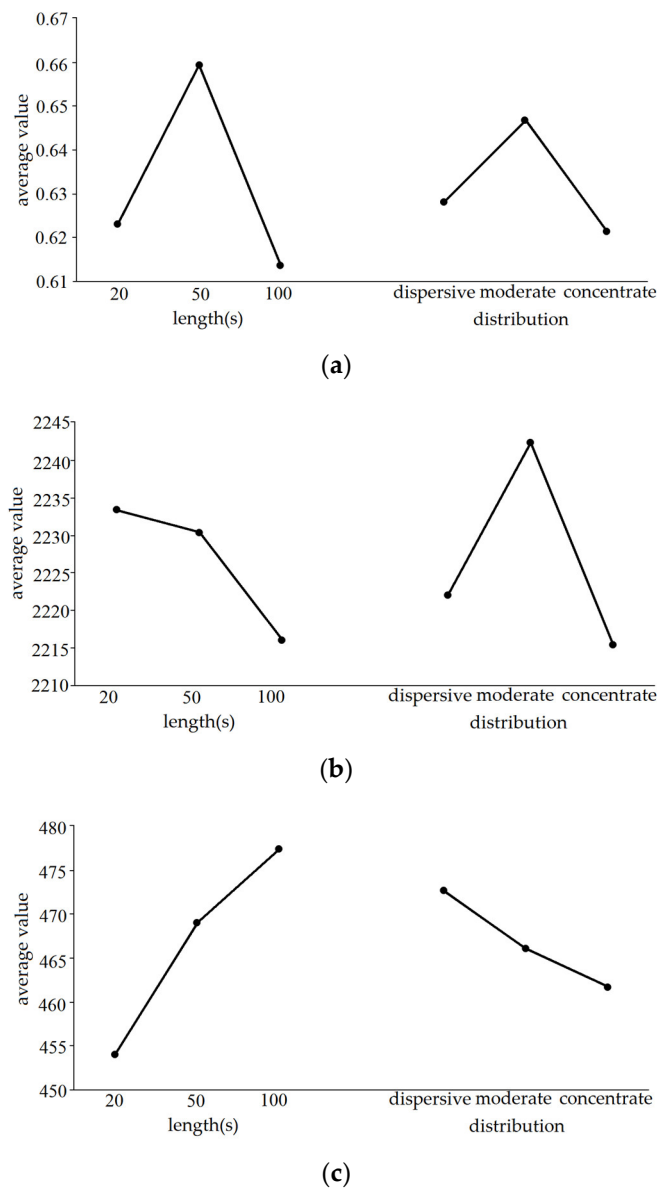 0.67
0.66
0.65
0.64
0.63
0.62
0.61
average value
20 50 100 dispersive moderate concentrate
length(s) distribution
(a)
2245
2240
2235
2230
2225
2220
2215
2210
average value
20 50 100 dispersive moderate concentrate
length(s) distribution
(b)
480
475
470
465
460
455
450
average value
20 50 100 dispersive moderate concentrate
length(s) distribution
(c)